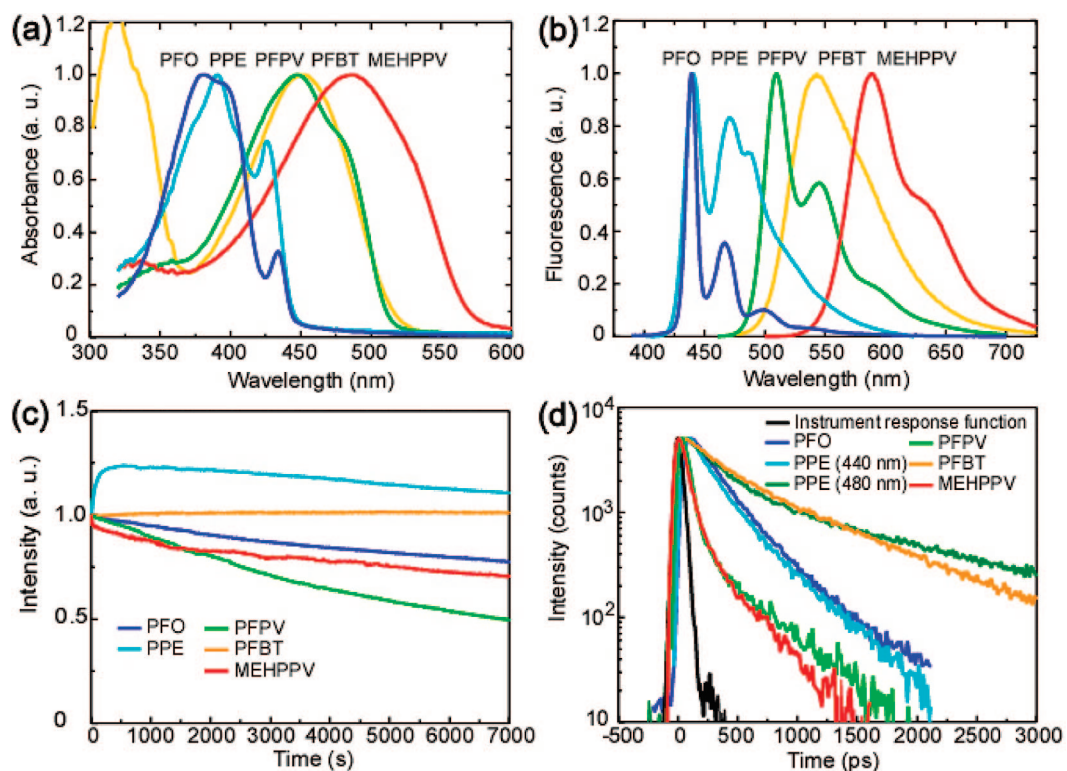 (a)
1.2
1.0
0.8
0.6
0.4
0.2
0
Absorbance (a. u.)
PFO PPE PFPV PFBT MEHPPV
300 350 400 450 500 550 600
Wavelength (nm)
(b)
1.2
1.0
0.8
0.6
0.4
0.2
0
Fluorescence (a. u.)
PFO PPE PFPV PFBT MEHPPV
400 450 500 550 600 650 700
Wavelength (nm)
(c)
1.5
1.0
0.5
0
Intensity (a. u.)
PFO PFPV
PPE PFBT
MEHPPV
0 1000 2000 3000 4000 5000 6000 7000
Time (s)
(d)
10^4
10^3
10^2
10
Intensity (counts)
Instrument response function
PFO PFPV
PPE (440 nm) PFBT
PPE (480 nm) MEHPPV
-500 0 500 1000 1500 2000 2500 3000
Time (ps)